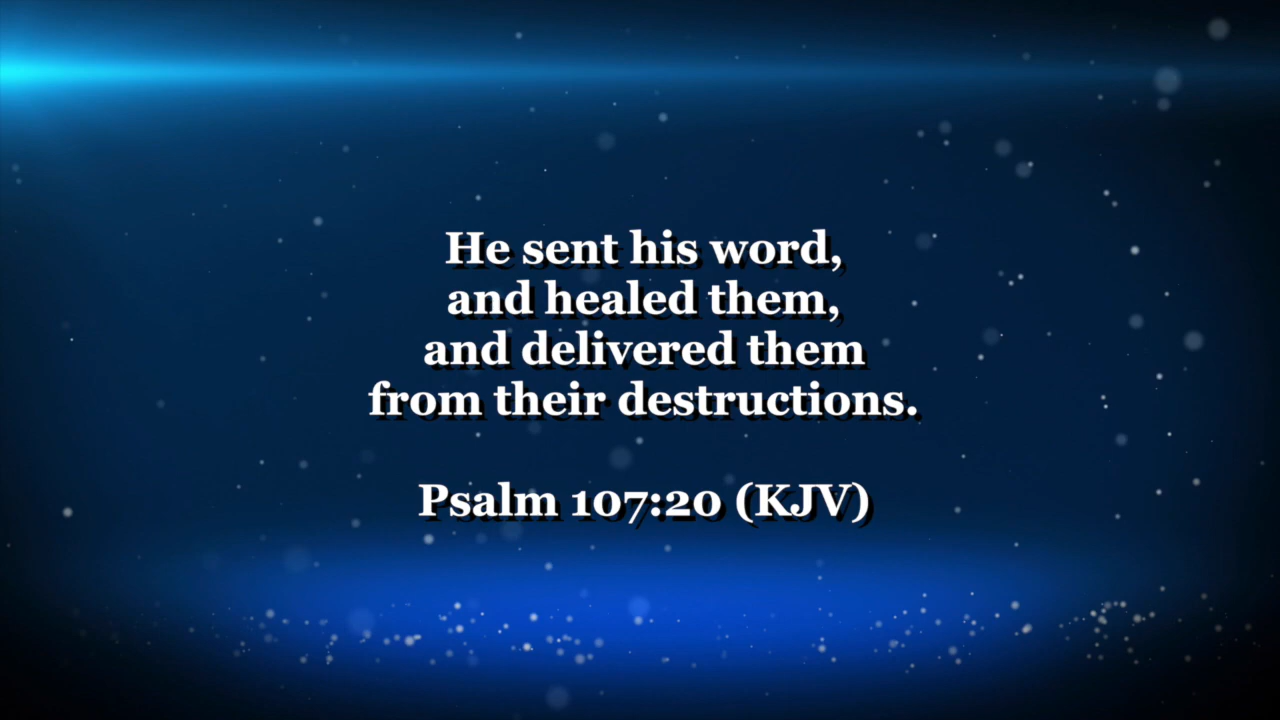 He sent his word,
and healed them,
and delivered them
from their destructions.
Psalm 107:20 (KJV)